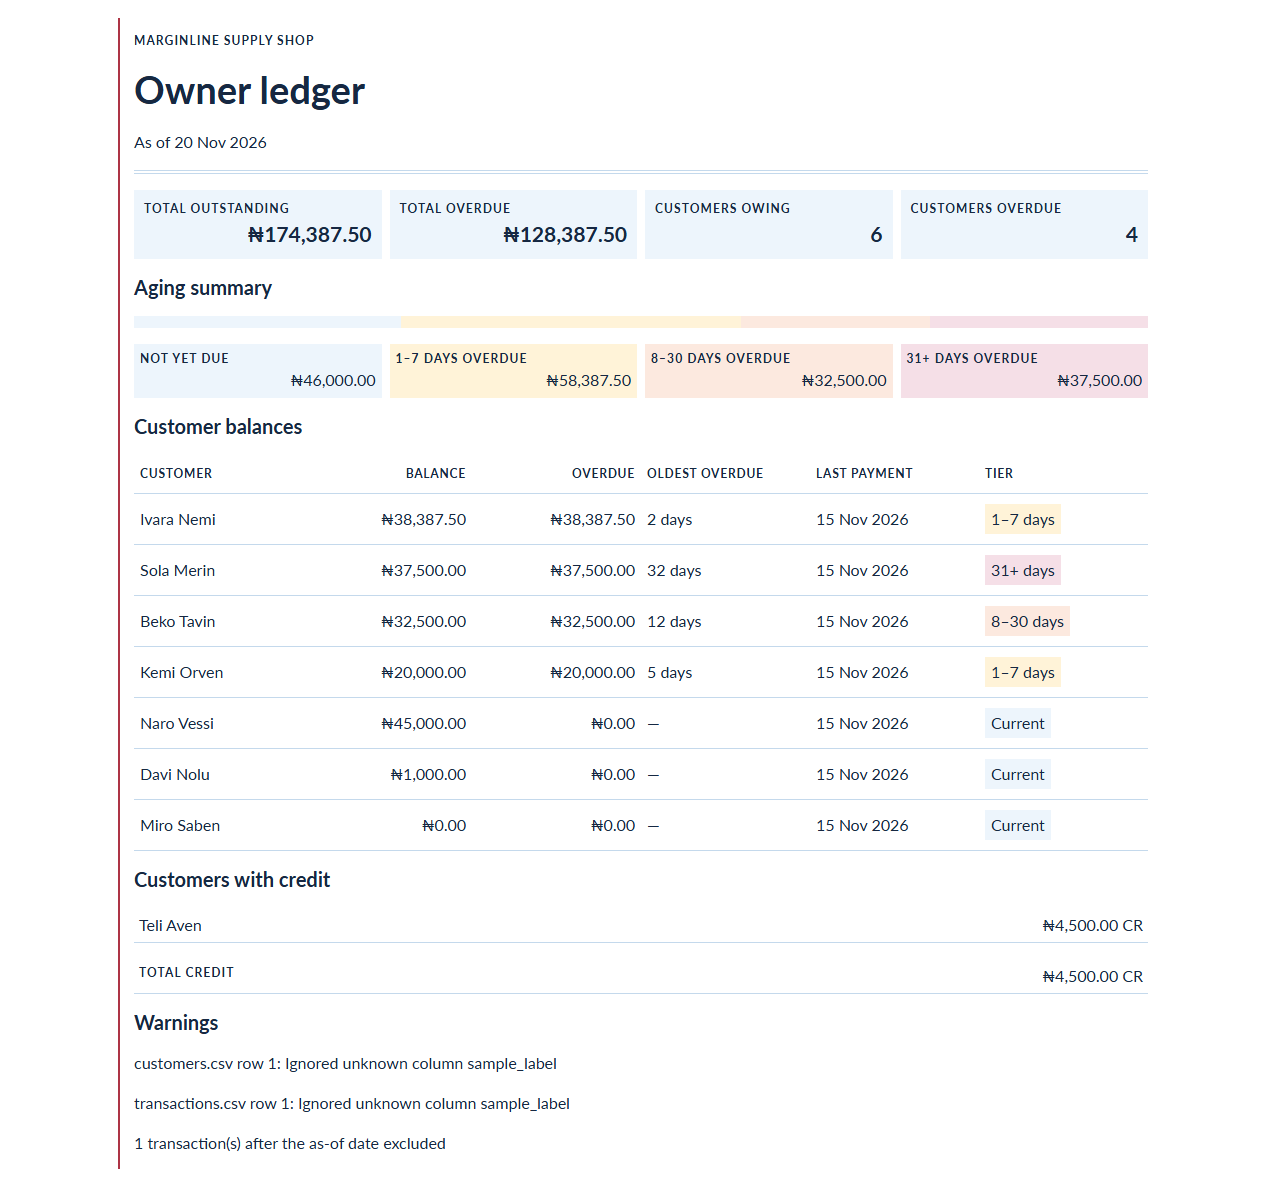 MARGINLINE SUPPLY SHOP
Owner ledger
As of 20 Nov 2026
TOTAL OUTSTANDING TOTAL OVERDUE CUSTOMERS OWING CUSTOMERS OVERDUE
₦174,387.50 ₦128,387.50 6 4
Aging summary
NOT YET DUE 1–7 DAYS OVERDUE 8–30 DAYS OVERDUE 31+ DAYS OVERDUE
₦46,000.00 ₦58,387.50 ₦32,500.00 ₦37,500.00
Customer balances
CUSTOMER BALANCE OVERDUE OLDEST OVERDUE LAST PAYMENT TIER
Ivara Nemi ₦38,387.50 ₦38,387.50 2 days 15 Nov 2026 1–7 days
Sola Merin ₦37,500.00 ₦37,500.00 32 days 15 Nov 2026 31+ days
Beko Tavin ₦32,500.00 ₦32,500.00 12 days 15 Nov 2026 8–30 days
Kemi Orven ₦20,000.00 ₦20,000.00 5 days 15 Nov 2026 1–7 days
Naro Vessi ₦45,000.00 ₦0.00 — 15 Nov 2026 Current
Davi Nolu ₦1,000.00 ₦0.00 — 15 Nov 2026 Current
Miro Saben ₦0.00 ₦0.00 — 15 Nov 2026 Current
Customers with credit
Teli Aven ₦4,500.00 CR
TOTAL CREDIT ₦4,500.00 CR
Warnings
customers.csv row 1: Ignored unknown column sample_label
transactions.csv row 1: Ignored unknown column sample_label
1 transaction(s) after the as-of date excluded